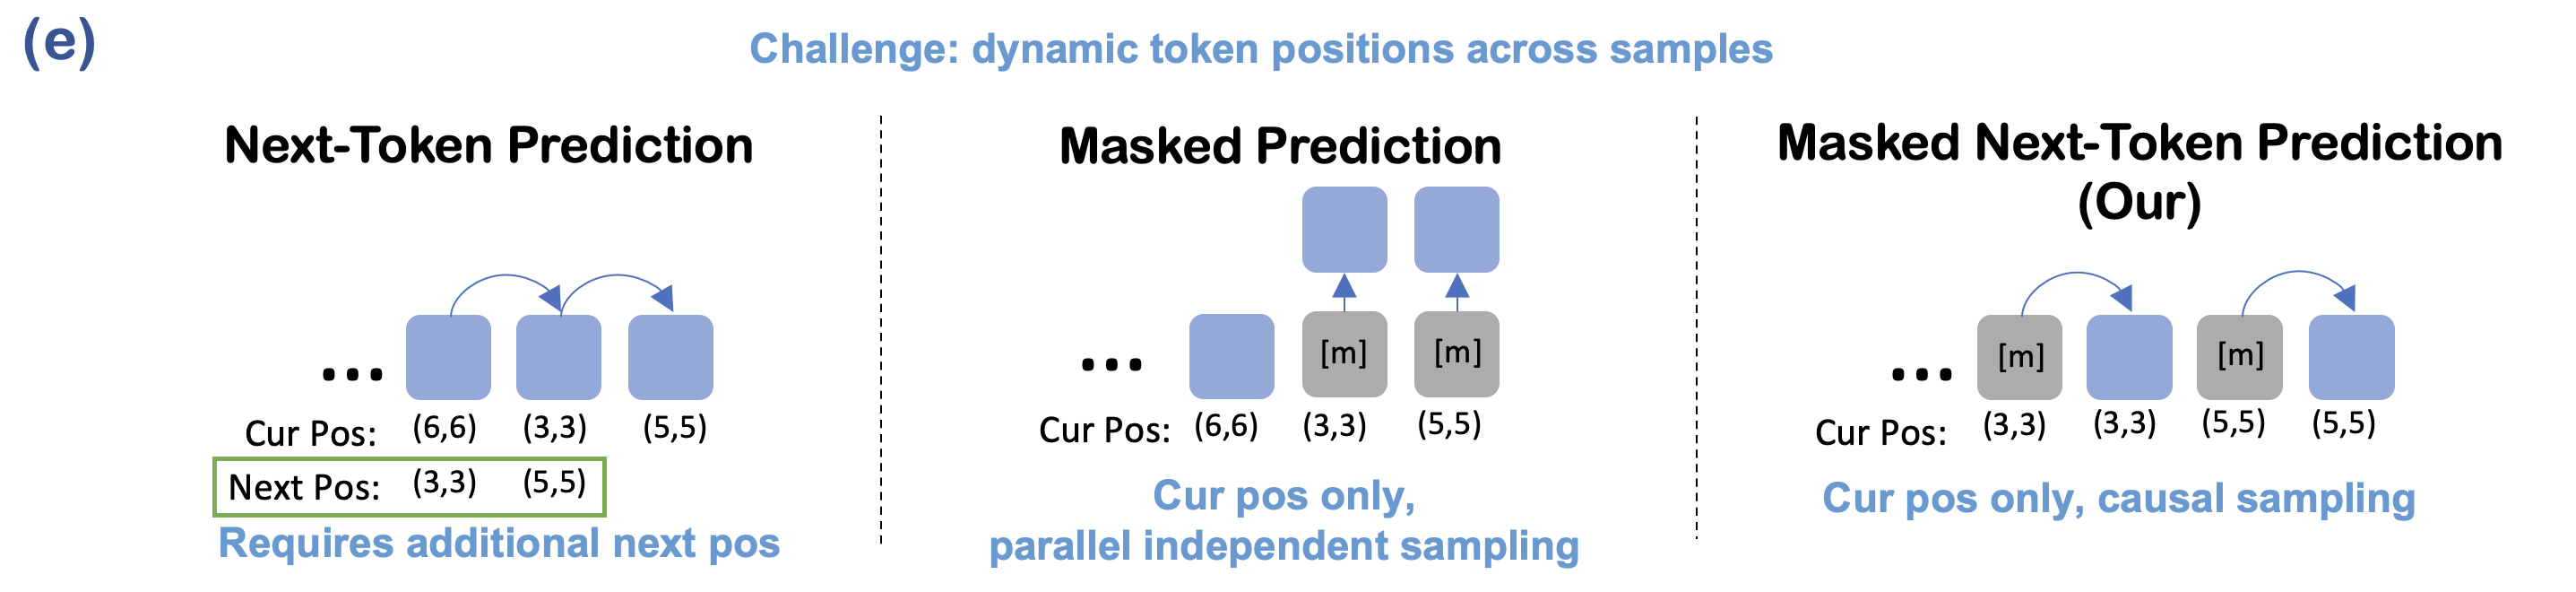 (e)
Challenge: dynamic token positions across samples
Next-Token Prediction
...
Cur Pos: (6,6) (3,3) (5,5)
Next Pos: (3,3) (5,5)
Requires additional next pos
Masked Prediction
... [m] [m]
Cur Pos: (6,6) (3,3) (5,5)
Cur pos only,
parallel independent sampling
Masked Next-Token Prediction
(Our)
... [m] [m]
Cur Pos: (3,3) (3,3) (5,5) (5,5)
Cur pos only, causal sampling